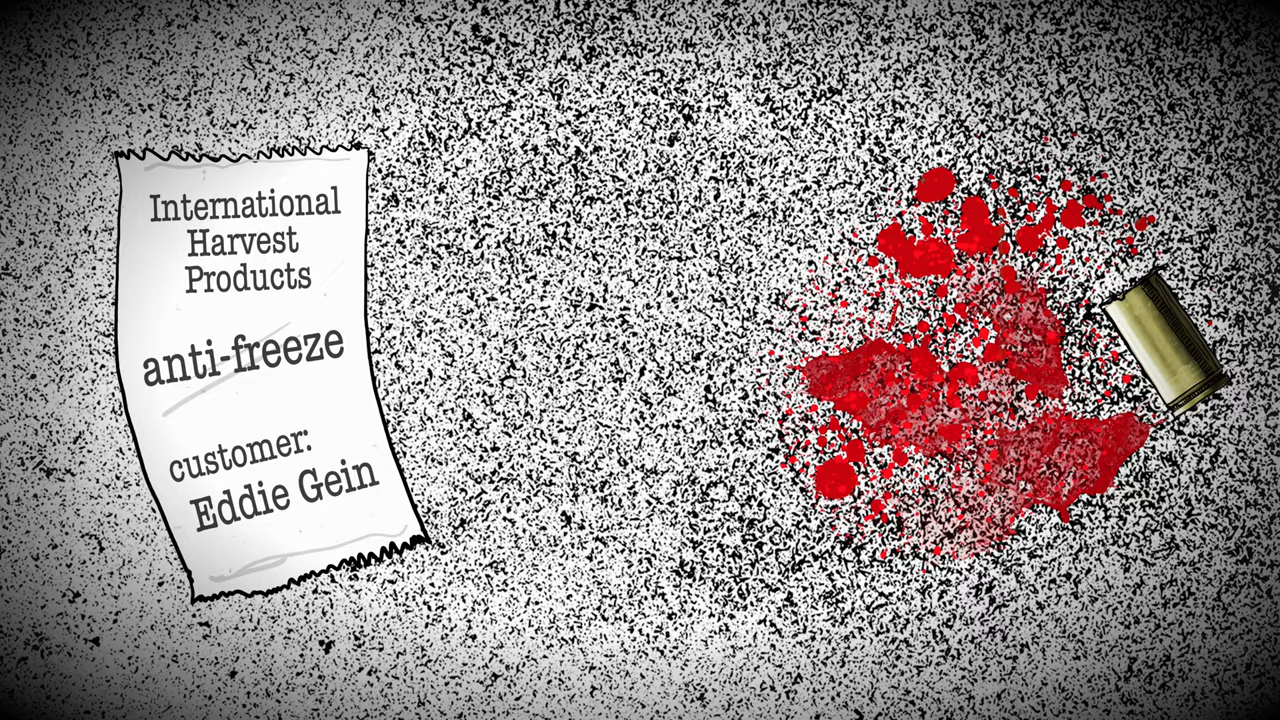 International
Harvest
Products
anti-freeze
customer:
Eddie Gein